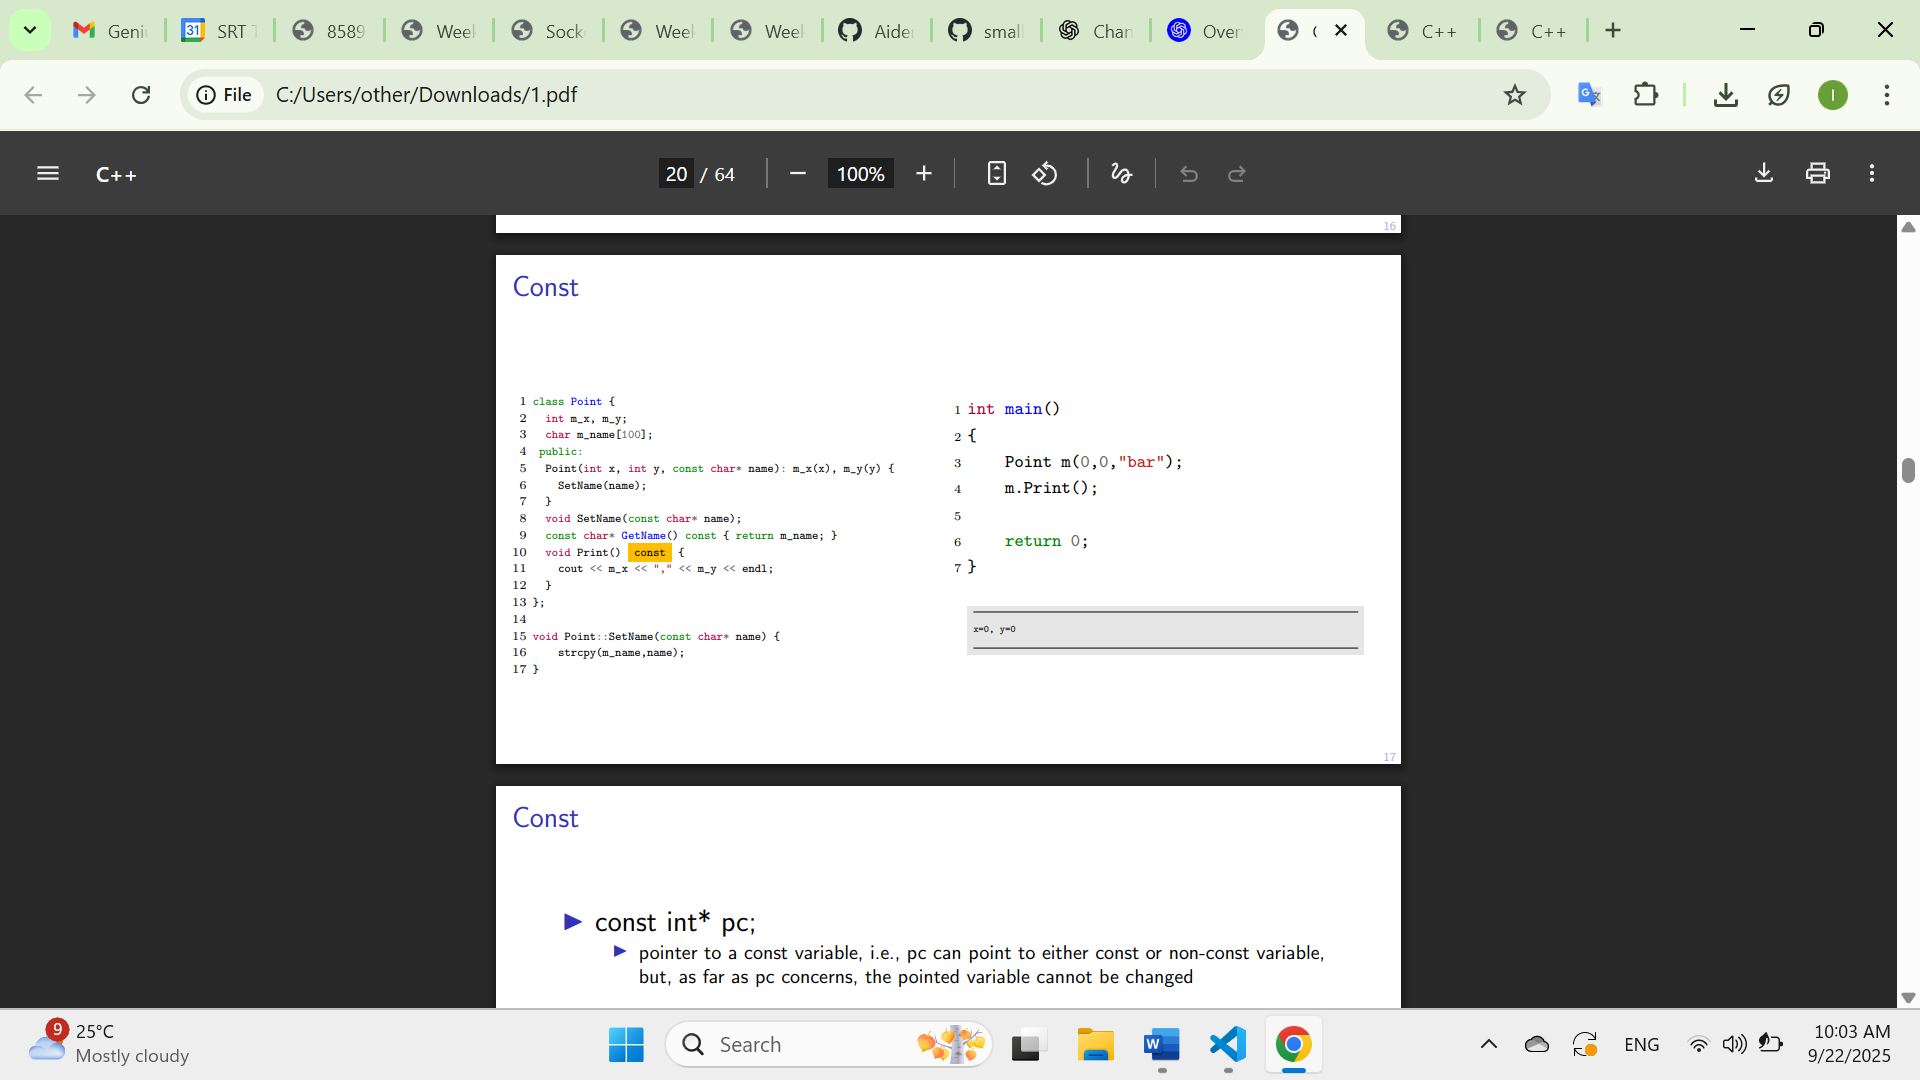 Geni
31
SRT T
8589
Week
Sock
Week
Week
Aider
small
Chan
Over
(
C++
C++
File
C:/Users/other/Downloads/1.pdf
I
C++
20 / 64
100%
16
Const
1 class Point {
2 int m_x, m_y;
3 char m_name[100];
4 public:
5 Point(int x, int y, const char* name): m_x(x), m_y(y) {
6 SetName(name);
7 }
8 void SetName(const char* name);
9 const char* GetName() const { return m_name; }
10 void Print() const {
11 cout << m_x << "," << m_y << endl;
12 }
13 };
14
15 void Point::SetName(const char* name) {
16 strcpy(m_name,name);
17 }
1 int main()
2 {
3 Point m(0,0,"bar");
4 m.Print();
5
6 return 0;
7 }
x=0, y=0
17
Const
const int* pc;
pointer to a const variable, i.e., pc can point to either const or non-const variable,
but, as far as pc concerns, the pointed variable cannot be changed
9
25°C
Mostly cloudy
Search
W
ENG
10:03 AM
9/22/2025